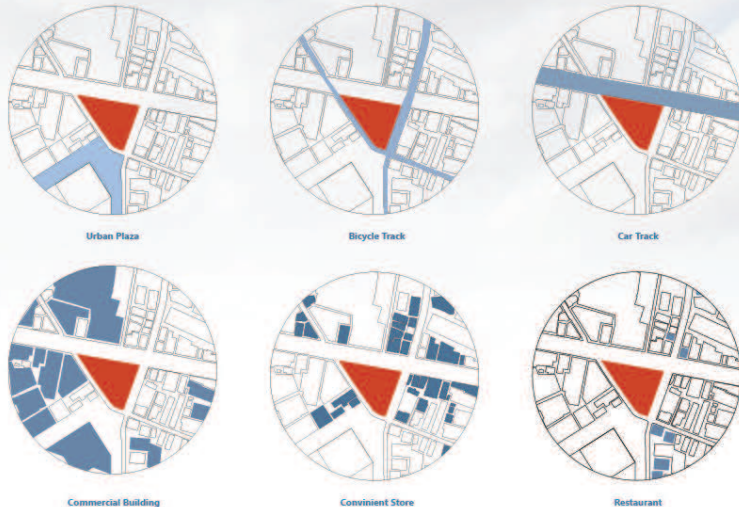 Urban Plaza
Bicycle Track
Car Track
Commercial Building
Convinient Store
Restaurant